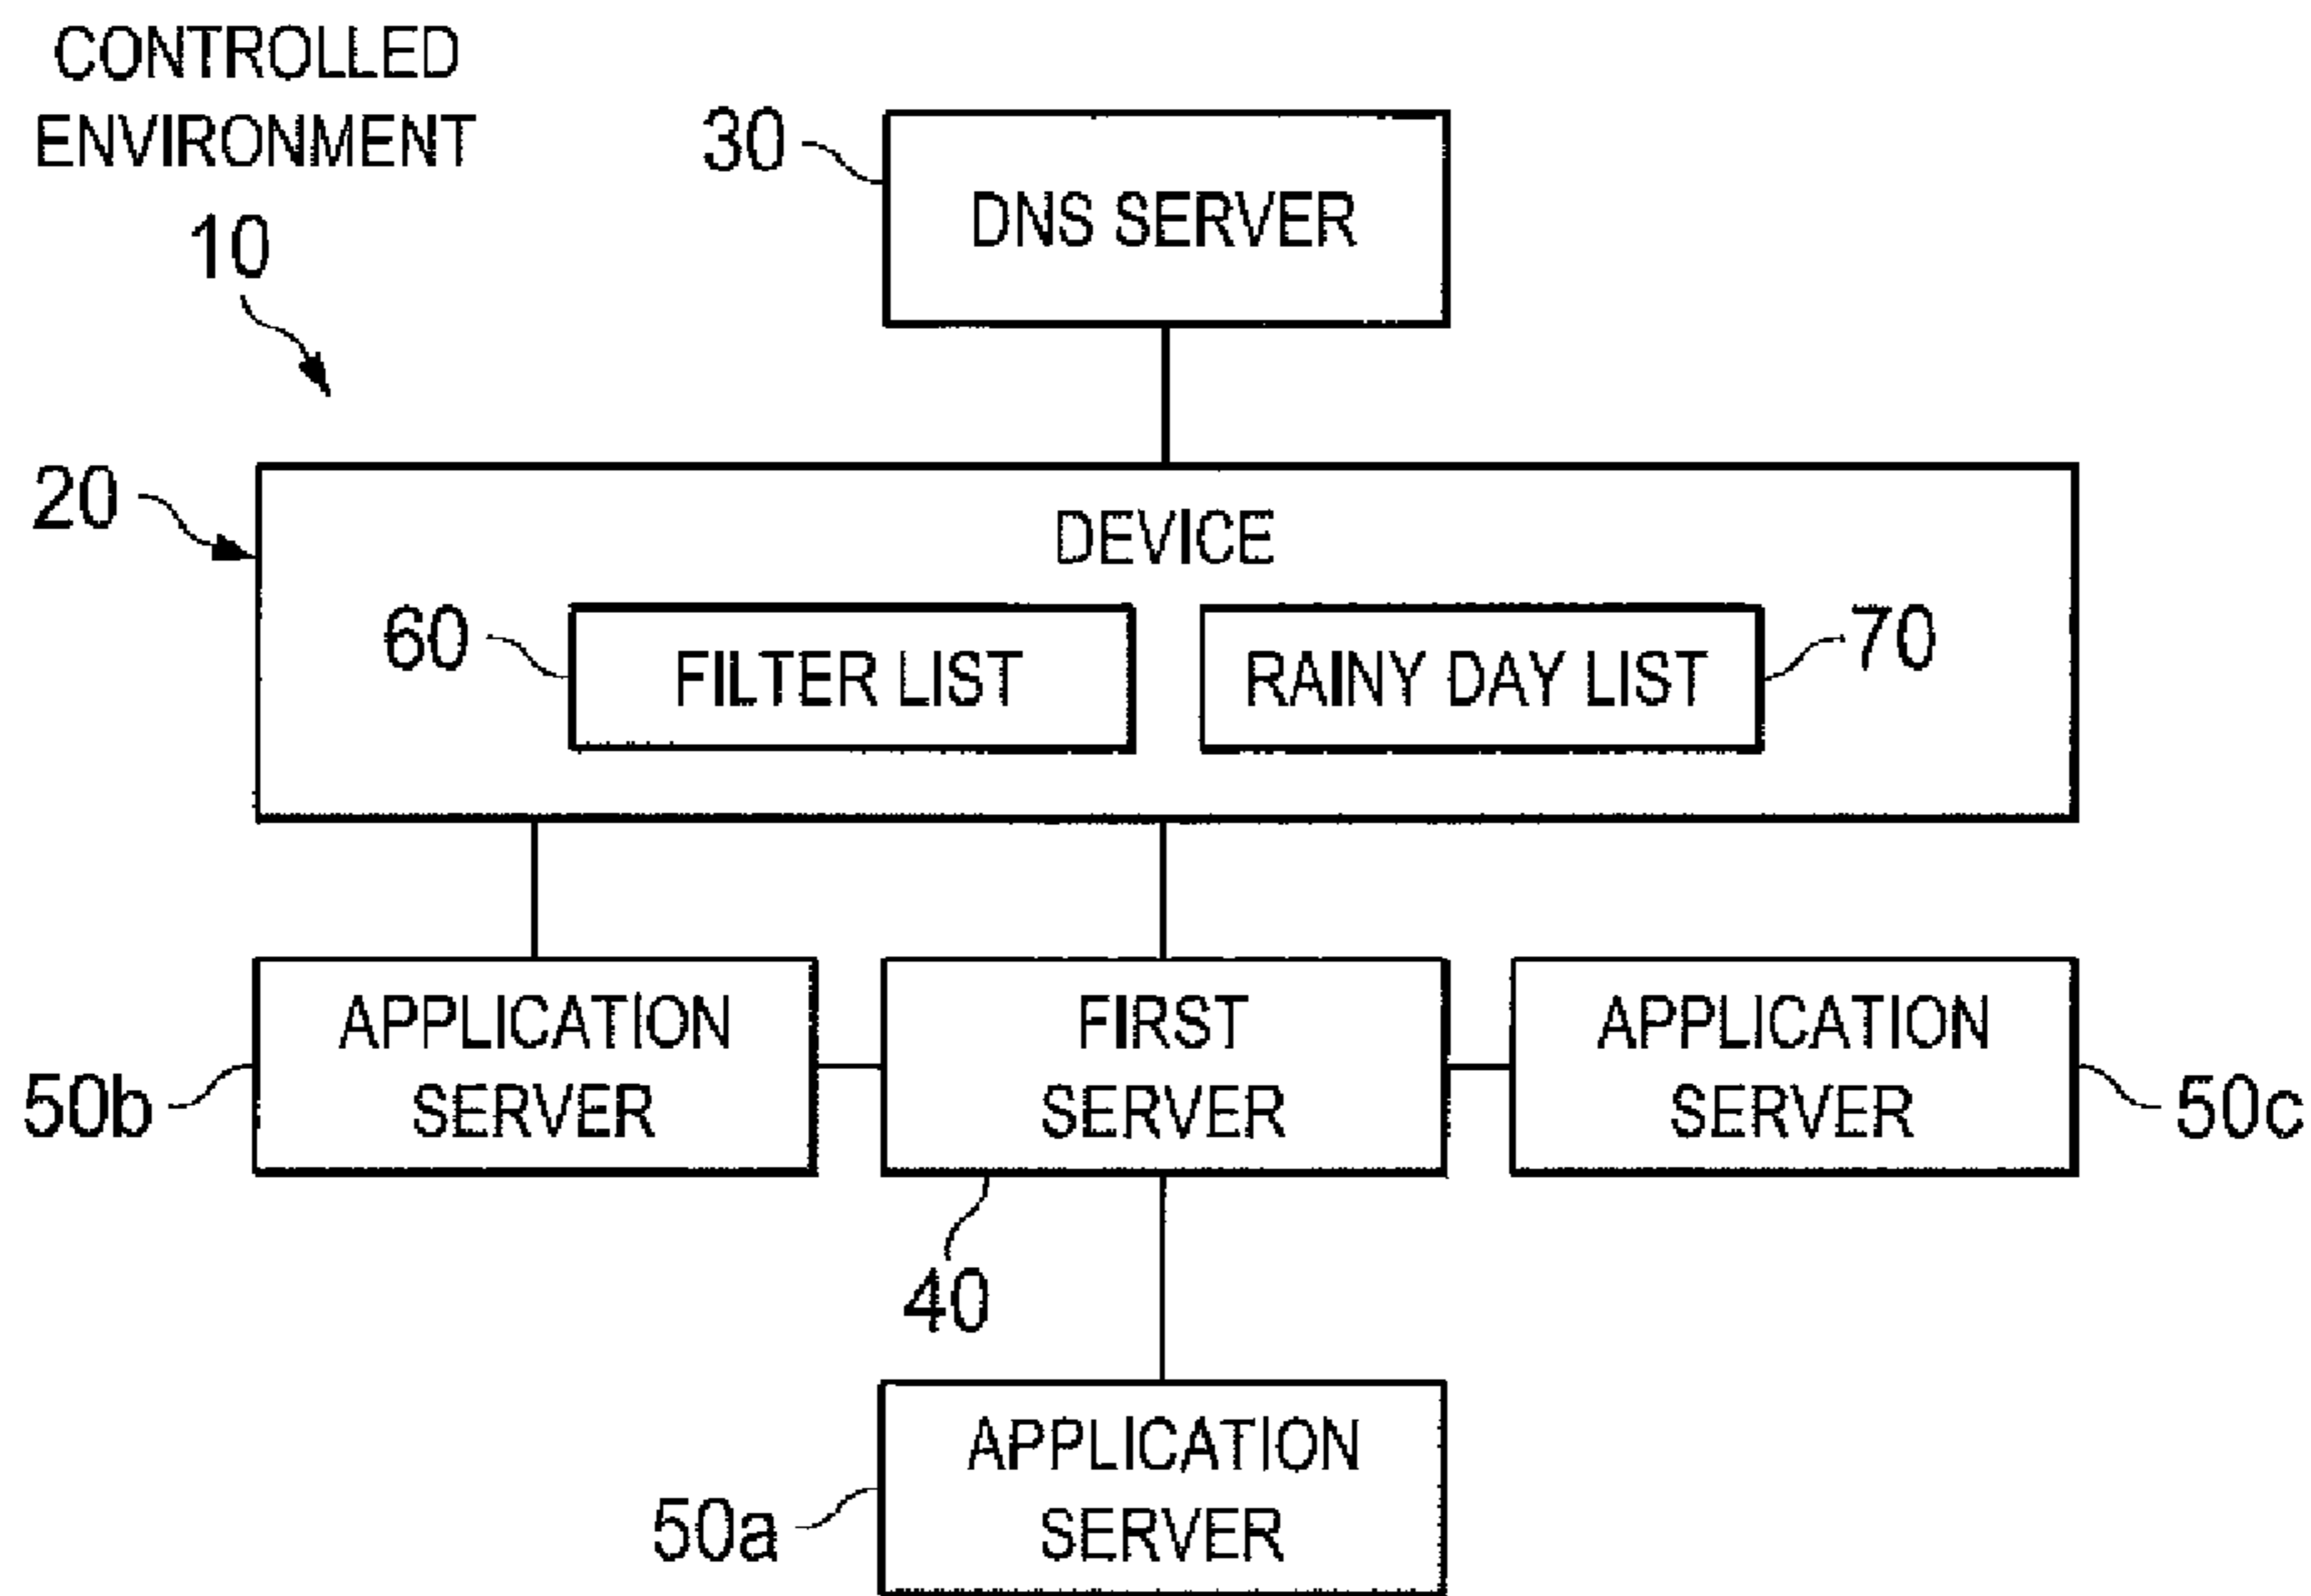 CONTROLLED
ENVIRONMENT
10
30
DNS SERVER
20
DEVICE
60
FILTER LIST
RAINY DAY LIST
70
50b
APPLICATION
SERVER
FIRST
SERVER
40
APPLICATION
SERVER
50c
50a
APPLICATION
SERVER